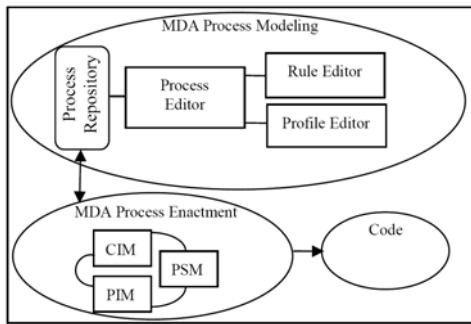 MDA Process Modeling
Process
Repository
Process
Editor
Rule Editor
Profile Editor
MDA Process Enactment
CIM
PSM
PIM
Code